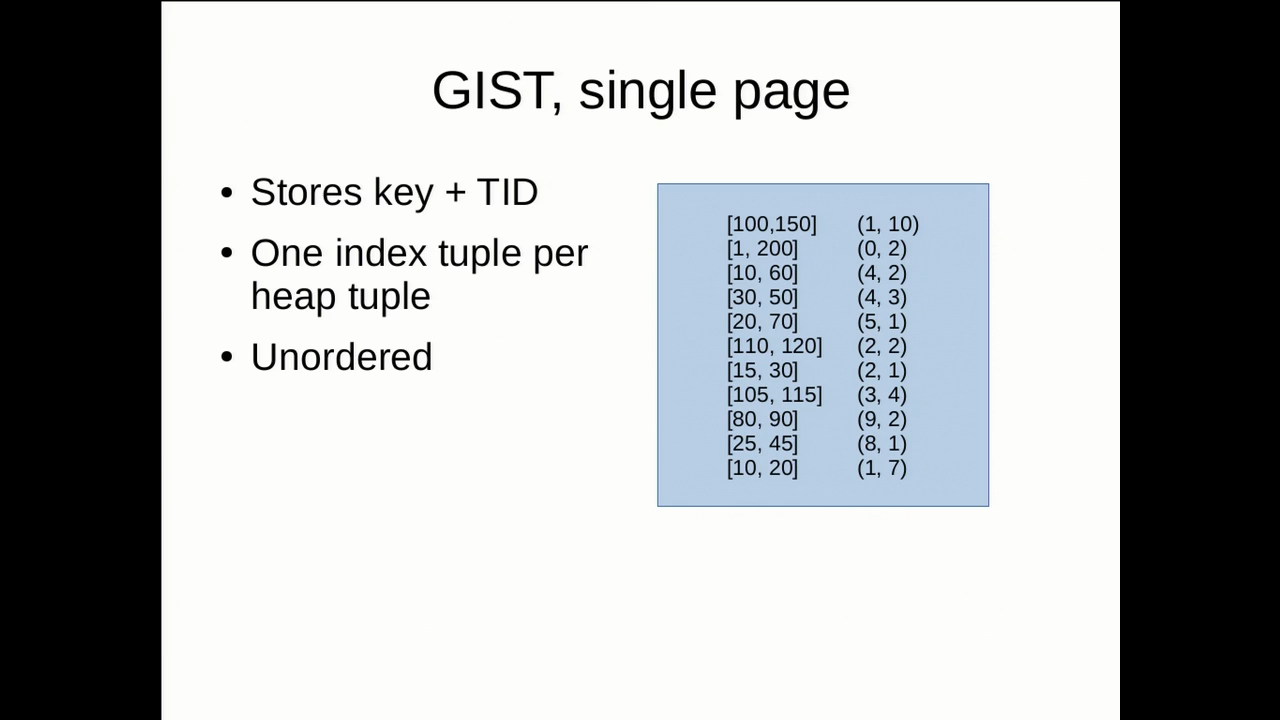 GIST, single page
• Stores key + TID
• One index tuple per
heap tuple
• Unordered
[100,150] (1, 10)
[1, 200] (0, 2)
[10, 60] (4, 2)
[30, 50] (4, 3)
[20, 70] (5, 1)
[110, 120] (2, 2)
[15, 30] (2, 1)
[105, 115] (3, 4)
[80, 90] (9, 2)
[25, 45] (8, 1)
[10, 20] (1, 7)